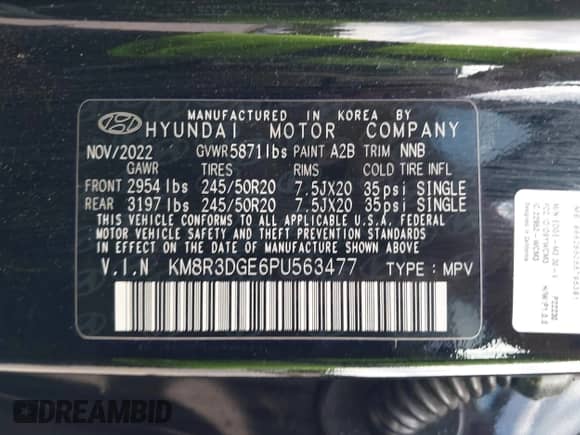 MANUFACTURED IN KOREA BY
HYUNDAI MOTOR COMPANY
NOV/2022 GVWR 5871lbs PAINT A2B TRIM NNB
GAWR TIRES RIMS COLD TIRE INFL
FRONT 2954 lbs 245/50R20 7.5JX20 35psi SINGLE
REAR 3197 lbs 245/50R20 7.5JX20 35psi SINGLE
THIS VEHICLE CONFORMS TO ALL APPLICABLE U.S.A. FEDERAL
MOTOR VEHICLE SAFETY, BUMPER, AND THEFT PREVENTION
STANDARDS IN EFFECT ON THE DATE OF MANUFACTURE
SHOWN ABOVE.
V.I.N KM8R3DGE6PU563477 TYPE : MPV
DREAMBID